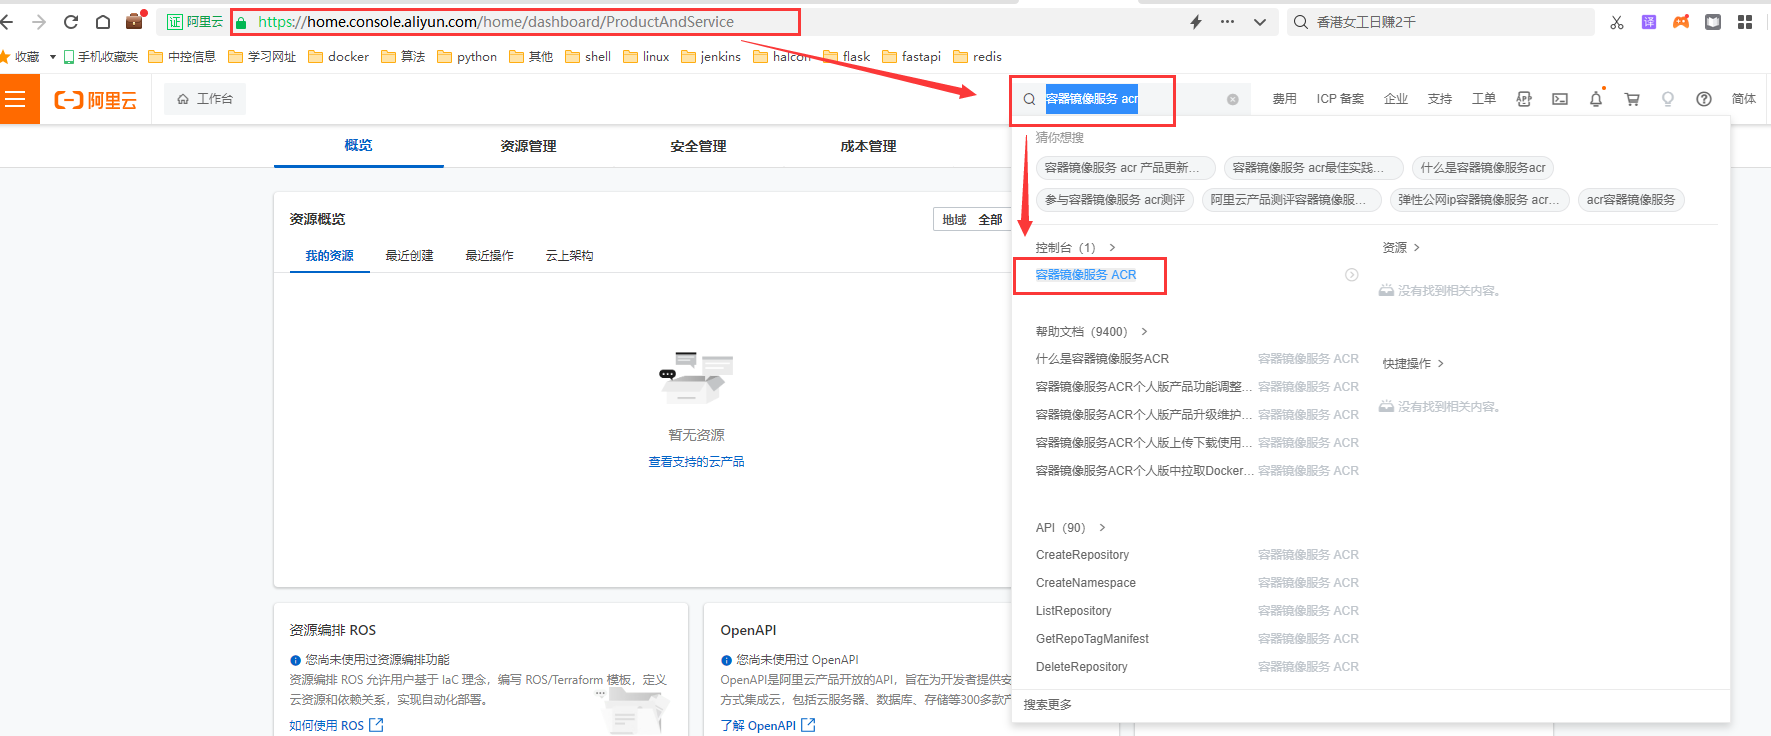 证 阿里云 https://home.console.aliyun.com/home/dashboard/ProductAndService 香港女工日赚2千 译
收藏 手机收藏夹 中控信息 学习网址 docker 算法 python 其他 shell linux jenkins halcon flask fastapi redis
阿里云 工作台 容器镜像服务 acr 费用 ICP 备案 企业 支持 工单 简体
概览 资源管理 安全管理 成本管理
资源概览 地域 全部
我的资源 最近创建 最近操作 云上架构
暂无资源
查看支持的云产品
资源编排 ROS
您尚未使用过资源编排功能
资源编排 ROS 允许用户基于 IaC 理念，编写 ROS/Terraform 模板，定义
云资源和依赖关系，实现自动化部署。
如何使用 ROS
OpenAPI
您尚未使用过 OpenAPI
OpenAPI是阿里云产品开放的API，旨在为开发者提供安
方式集成云，包括云服务器、数据库、存储等300多款产
了解 OpenAPI
猜你想搜
容器镜像服务 acr 产品更新... 容器镜像服务 acr最佳实践... 什么是容器镜像服务acr
参与容器镜像服务 acr测评 阿里云产品测评容器镜像服... 弹性公网ip容器镜像服务 acr... acr容器镜像服务
控制台（1）
容器镜像服务 ACR
帮助文档（9400）
什么是容器镜像服务ACR 容器镜像服务 ACR
容器镜像服务ACR个人版产品功能调整... 容器镜像服务 ACR
容器镜像服务ACR个人版产品升级维护... 容器镜像服务 ACR
容器镜像服务ACR个人版上传下载使用... 容器镜像服务 ACR
容器镜像服务ACR个人版中拉取Docker... 容器镜像服务 ACR
API（90）
CreateRepository 容器镜像服务 ACR
CreateNamespace 容器镜像服务 ACR
ListRepository 容器镜像服务 ACR
GetRepoTagManifest 容器镜像服务 ACR
DeleteRepository 容器镜像服务 ACR
搜索更多
资源
没有找到相关内容。
快捷操作
没有找到相关内容。